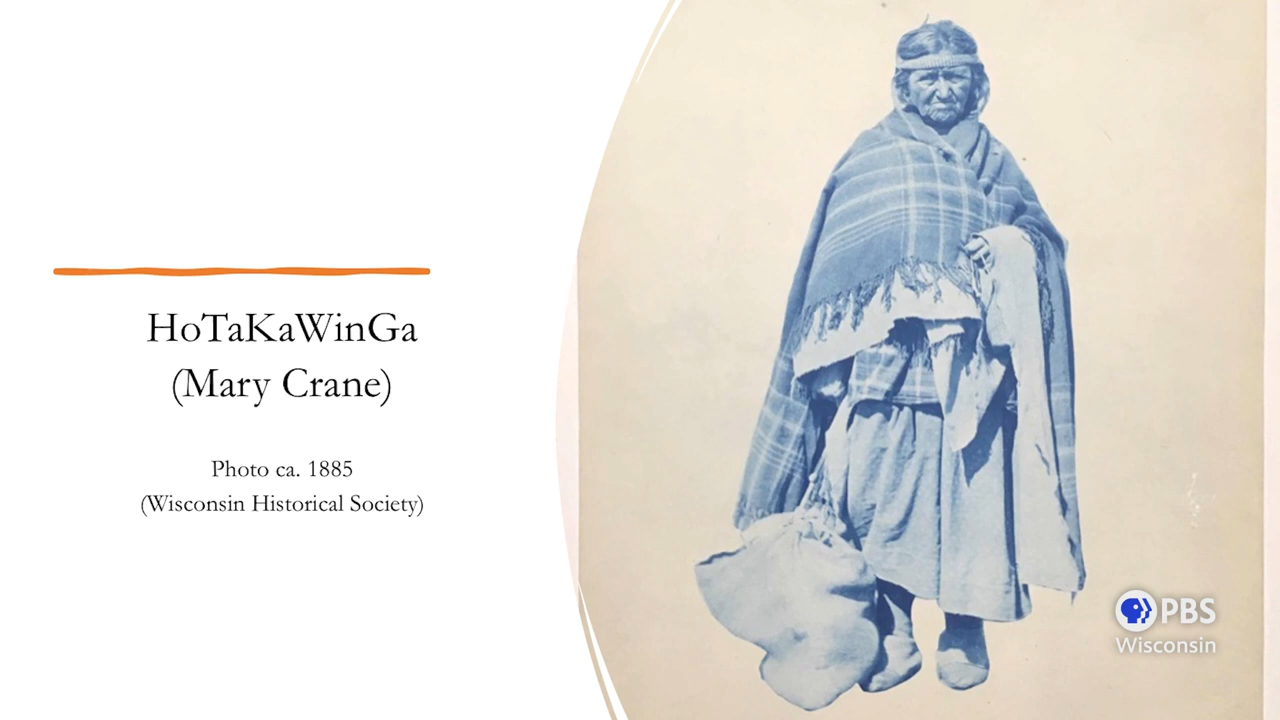 HoTaKaWinGa
(Mary Crane)
Photo ca. 1885
(Wisconsin Historical Society)
PBS
Wisconsin